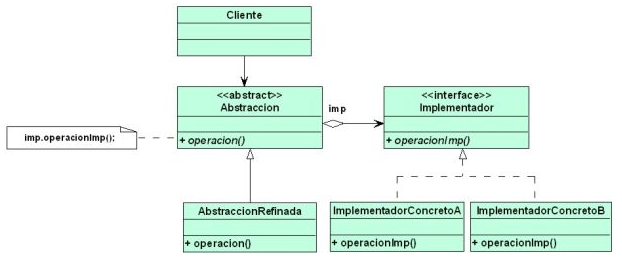 Cliente
<<abstract>>
Abstraccion
+ operacion()
imp
<<interface>>
Implementador
+ operacionImp()
imp.operacionImp();
AbstraccionRefinada
+ operacion()
ImplementadorConcretoA
+ operacionImp()
ImplementadorConcretoB
+ operacionImp()